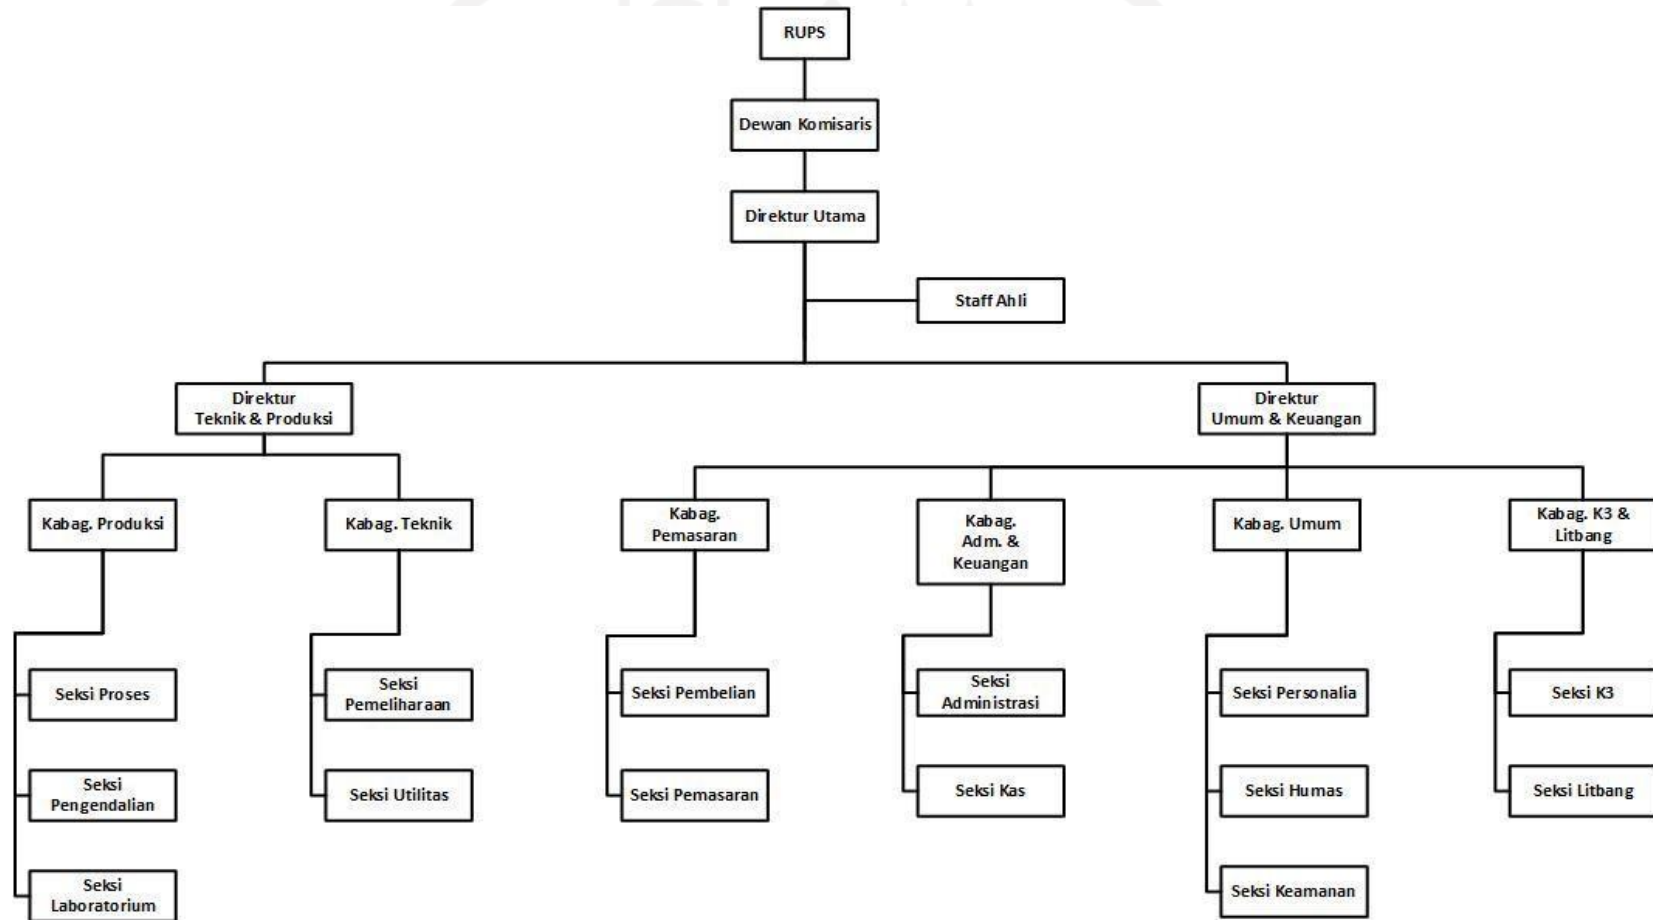 RUPS
Dewan Komisaris
Direktur Utama
Staff Ahli
Direktur
Teknik & Produksi
Direktur
Umum & Keuangan
Kabag. Produksi
Kabag. Teknik
Kabag.
Pemasaran
Kabag.
Adm. &
Keuangan
Kabag. Umum
Kabag. K3 &
Litbang
Seksi Proses
Seksi
Pemeliharaan
Seksi Pembelian
Seksi
Administrasi
Seksi Personalia
Seksi K3
Seksi
Pengendalian
Seksi Utilitas
Seksi Pemasaran
Seksi Kas
Seksi Humas
Seksi Litbang
Seksi
Laboratorium
Seksi Keamanan